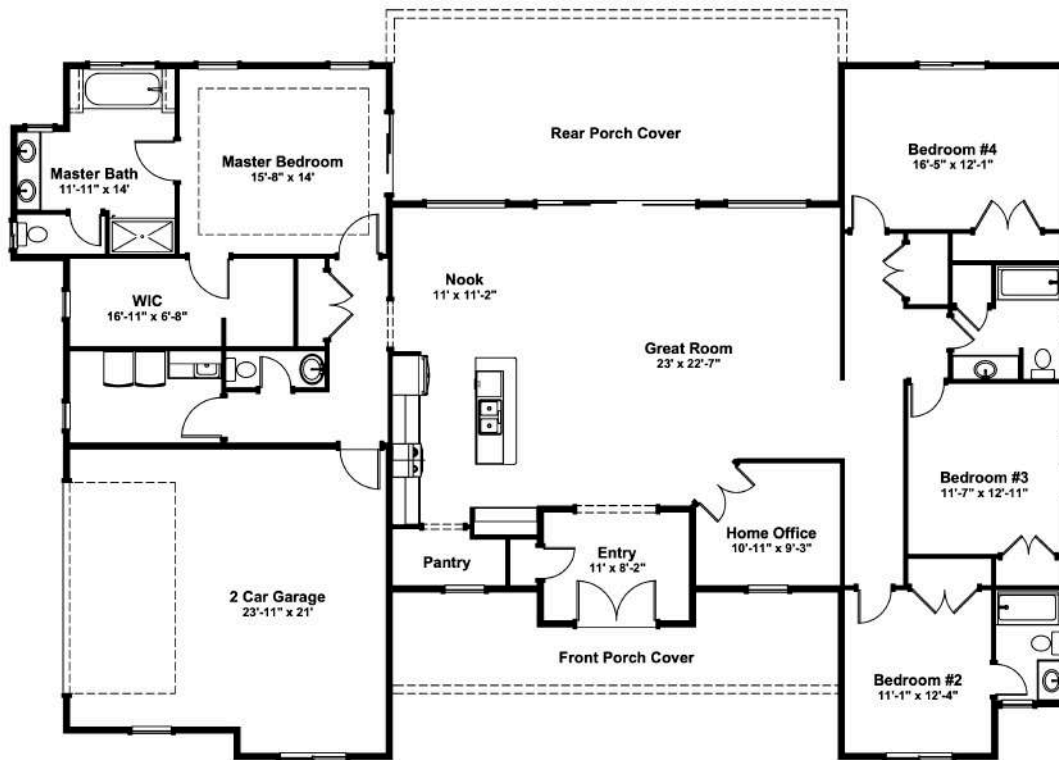 Rear Porch Cover
Master Bedroom
15'-8" x 14'
Master Bath
11'-11" x 14'
Bedroom #4
16'-5" x 12'-1"
Nook
11' x 11'-2"
WIC
16'-11" x 6'-8"
Great Room
23' x 22'-7"
Bedroom #3
11'-7" x 12'-11"
Home Office
10'-11" x 9'-3"
Entry
11' x 8'-2"
Pantry
2 Car Garage
23'-11" x 21'
Front Porch Cover
Bedroom #2
11'-1" x 12'-4"